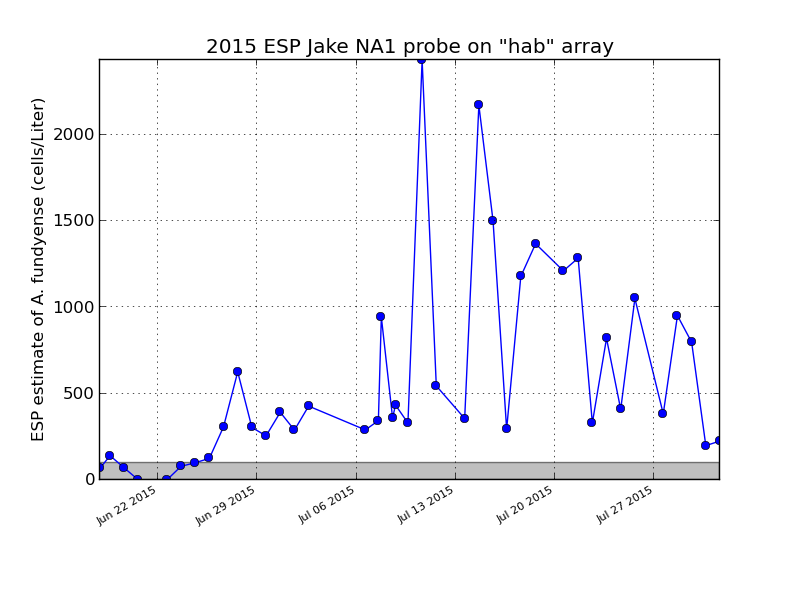 2015 ESP Jake NA1 probe on "hab" array
ESP estimate of A. fundyense (cells/Liter)
2000
1500
1000
500
0
Jun 22 2015
Jun 29 2015
Jul 06 2015
Jul 13 2015
Jul 20 2015
Jul 27 2015